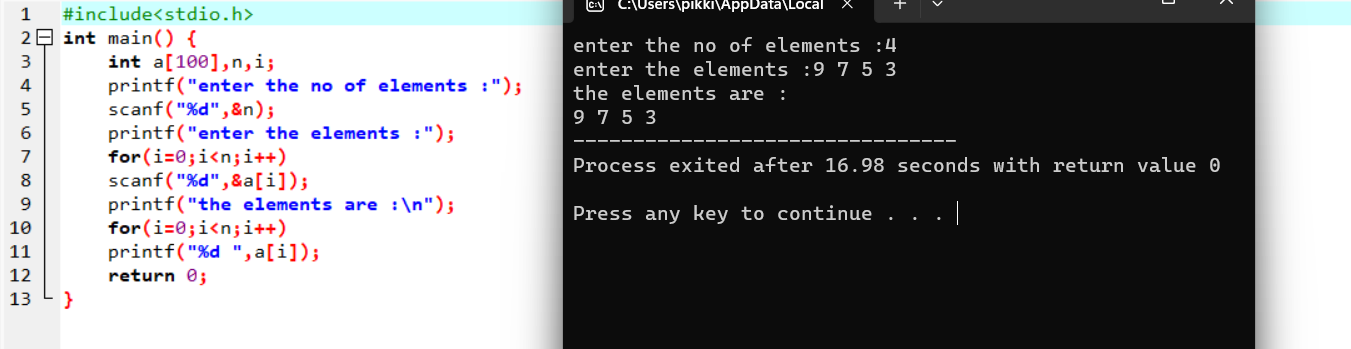 1 #include<stdio.h>
2 int main() {
3 int a[100],n,i;
4 printf("enter the no of elements :");
5 scanf("%d",&n);
6 printf("enter the elements :");
7 for(i=0;i<n;i++)
8 scanf("%d",&a[i]);
9 printf("the elements are :\n");
10 for(i=0;i<n;i++)
11 printf("%d ",a[i]);
12 return 0;
13 }
C:\Users\pikki\AppData\Local
enter the no of elements :4
enter the elements :9 7 5 3
the elements are :
9 7 5 3
--------------------------------
Process exited after 16.98 seconds with return value 0
Press any key to continue . . .